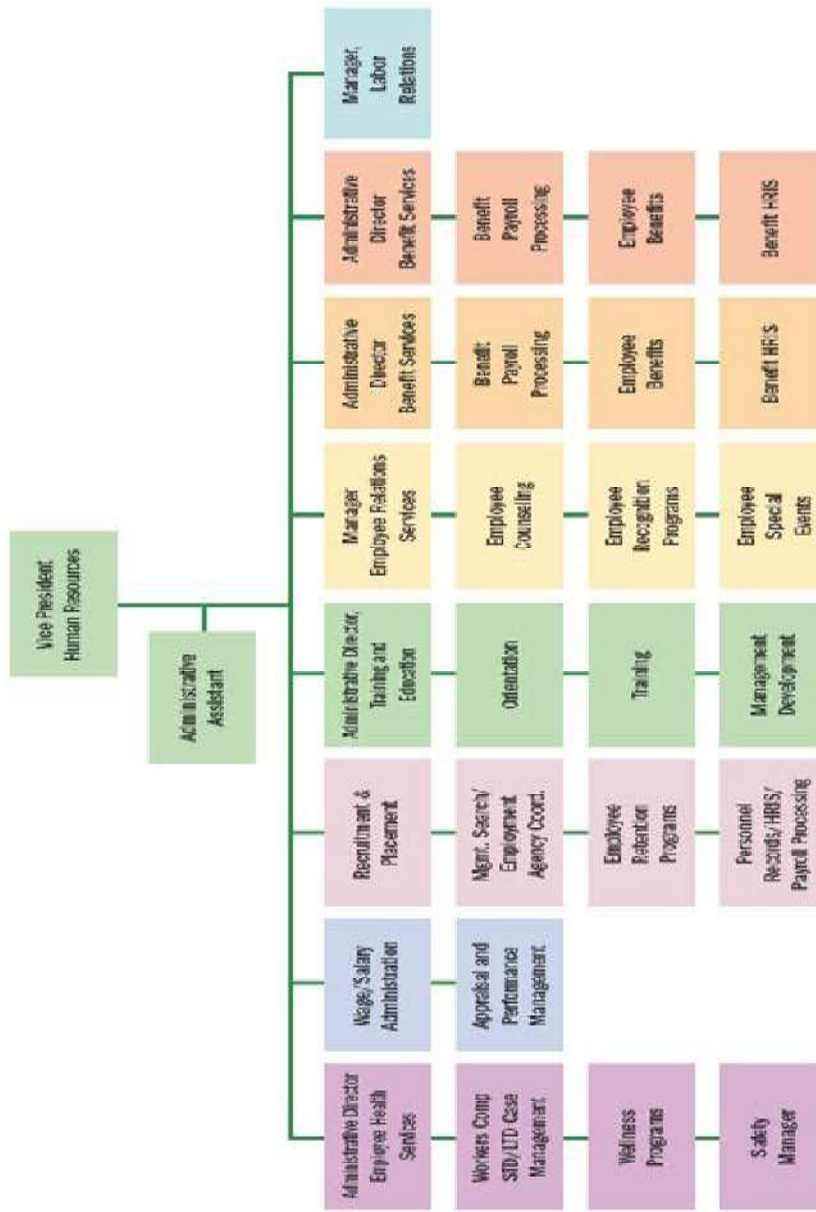 Vice President
Human Resources
Administrative
Assistant
Administrative Director
Employee Health
Services
Workers Comp
STD/LTD Case
Management
Wellness
Programs
Safety
Manager
Wage/Salary
Administration
Appraisal and
Performance
Management
Recruitment &
Placement
Mgmt. Search/
Employment
Agency Coord.
Employee
Retention
Programs
Personnel
Records/HRIS/
Payroll Processing
Administrative Director,
Training and
Education
Orientation
Training
Management
Development
Manager
Employee Relations
Services
Employee
Counseling
Employee
Recognition
Programs
Employee
Special
Events
Administrative
Director
Benefit Services
Benefit
Payroll
Processing
Employee
Benefits
Benefit HRIS
Administrative
Director
Benefit Services
Benefit
Payroll
Processing
Employee
Benefits
Benefit HRIS
Manager,
Labor
Relations